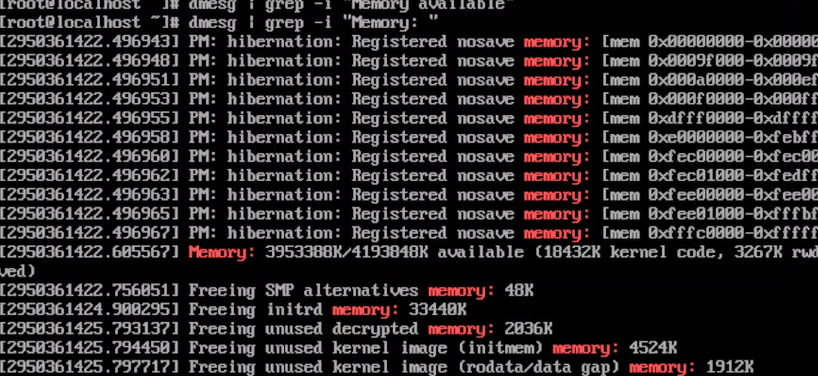 [root@localhost ~]# dmesg | grep -i "Memory available"
[root@localhost ~]# dmesg | grep -i "Memory: "
[2950361422.496943] PM: hibernation: Registered nosave memory: [mem 0x00000000-0x00000
[2950361422.496948] PM: hibernation: Registered nosave memory: [mem 0x0009f000-0x0009f
[2950361422.496951] PM: hibernation: Registered nosave memory: [mem 0x000a0000-0x000ef
[2950361422.496953] PM: hibernation: Registered nosave memory: [mem 0x000f0000-0x000ff
[2950361422.496955] PM: hibernation: Registered nosave memory: [mem 0xdfff0000-0xdffff
[2950361422.496958] PM: hibernation: Registered nosave memory: [mem 0xe0000000-0xfebff
[2950361422.496960] PM: hibernation: Registered nosave memory: [mem 0xfec00000-0xfec00
[2950361422.496962] PM: hibernation: Registered nosave memory: [mem 0xfec01000-0xfedff
[2950361422.496963] PM: hibernation: Registered nosave memory: [mem 0xfee00000-0xfee00
[2950361422.496965] PM: hibernation: Registered nosave memory: [mem 0xfee01000-0xfffbf
[2950361422.496967] PM: hibernation: Registered nosave memory: [mem 0xfffc0000-0xfffff
[2950361422.605567] Memory: 3953388K/4193848K available (18432K kernel code, 3267K rwd
ved)
[2950361422.756051] Freeing SMP alternatives memory: 48K
[2950361424.900295] Freeing initrd memory: 33440K
[2950361425.793137] Freeing unused decrypted memory: 2036K
[2950361425.794450] Freeing unused kernel image (initmem) memory: 4524K
[2950361425.797717] Freeing unused kernel image (rodata/data gap) memory: 1912K